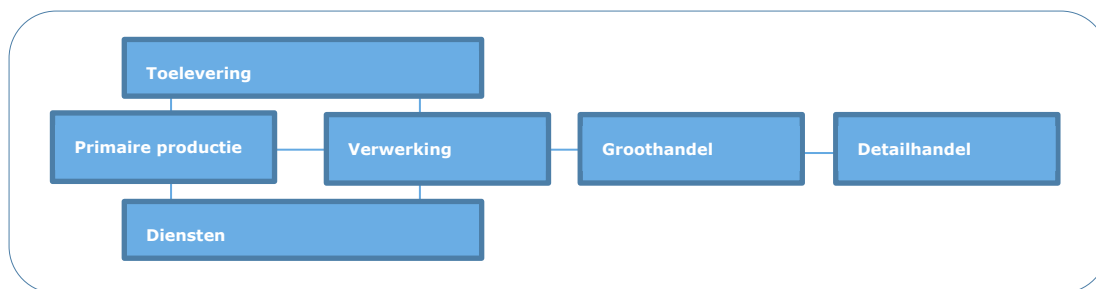 Toelevering
Primaire productie
Verwerking
Groothandel
Detailhandel
Diensten